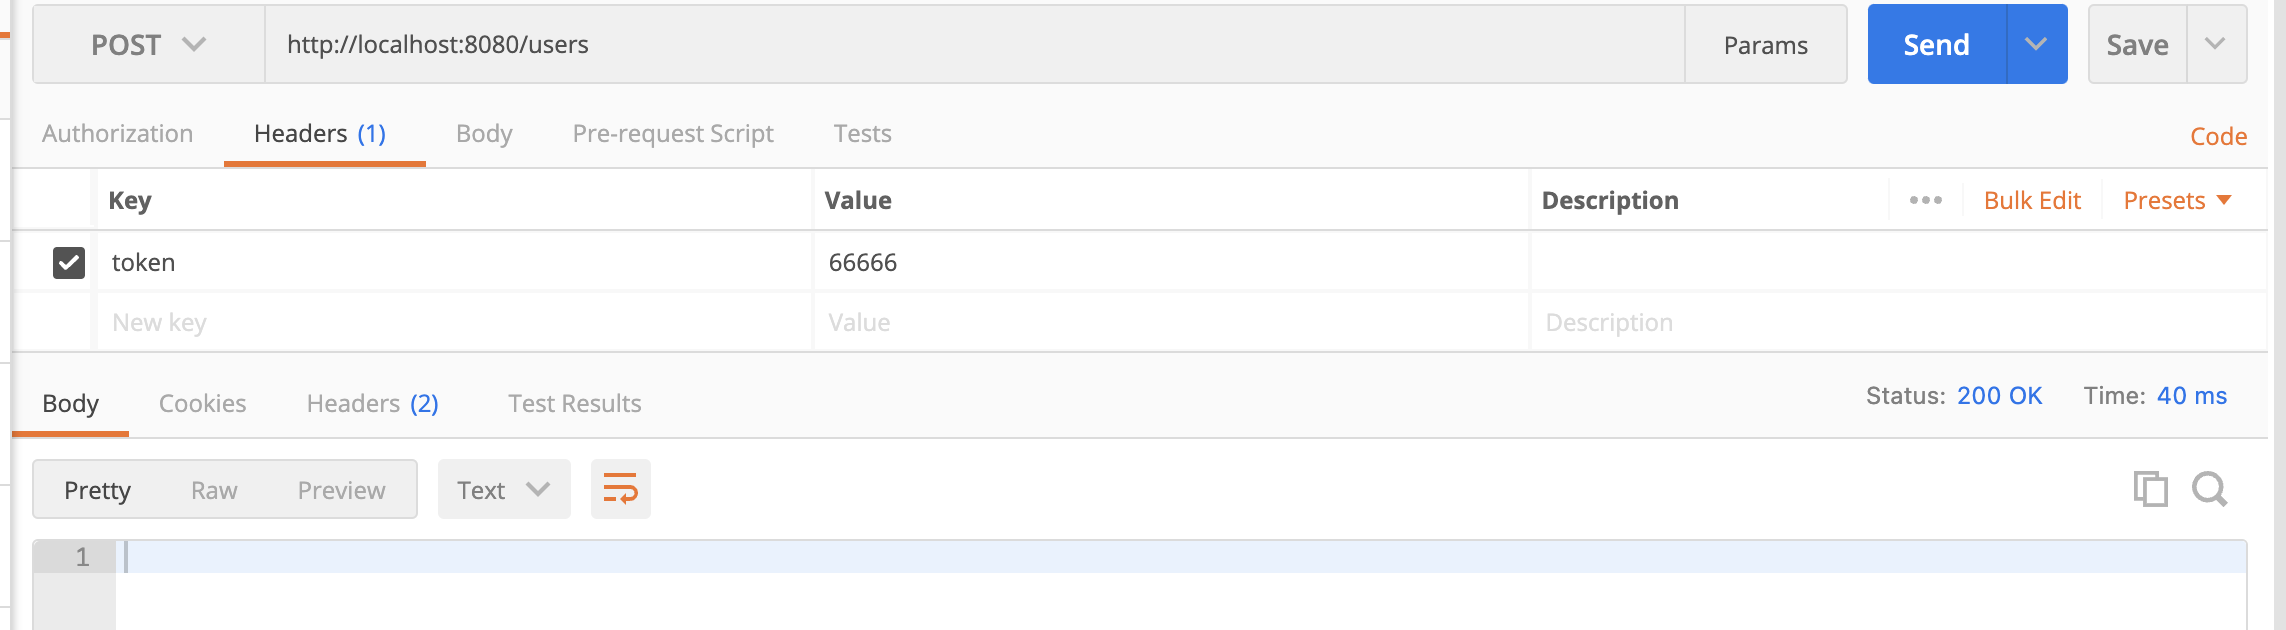 POST http://localhost:8080/users Params Send Save
Authorization Headers (1) Body Pre-request Script Tests Code
Key Value Description ••• Bulk Edit Presets
token 66666
New key Value Description
Body Cookies Headers (2) Test Results Status: 200 OK Time: 40 ms
Pretty Raw Preview Text
1